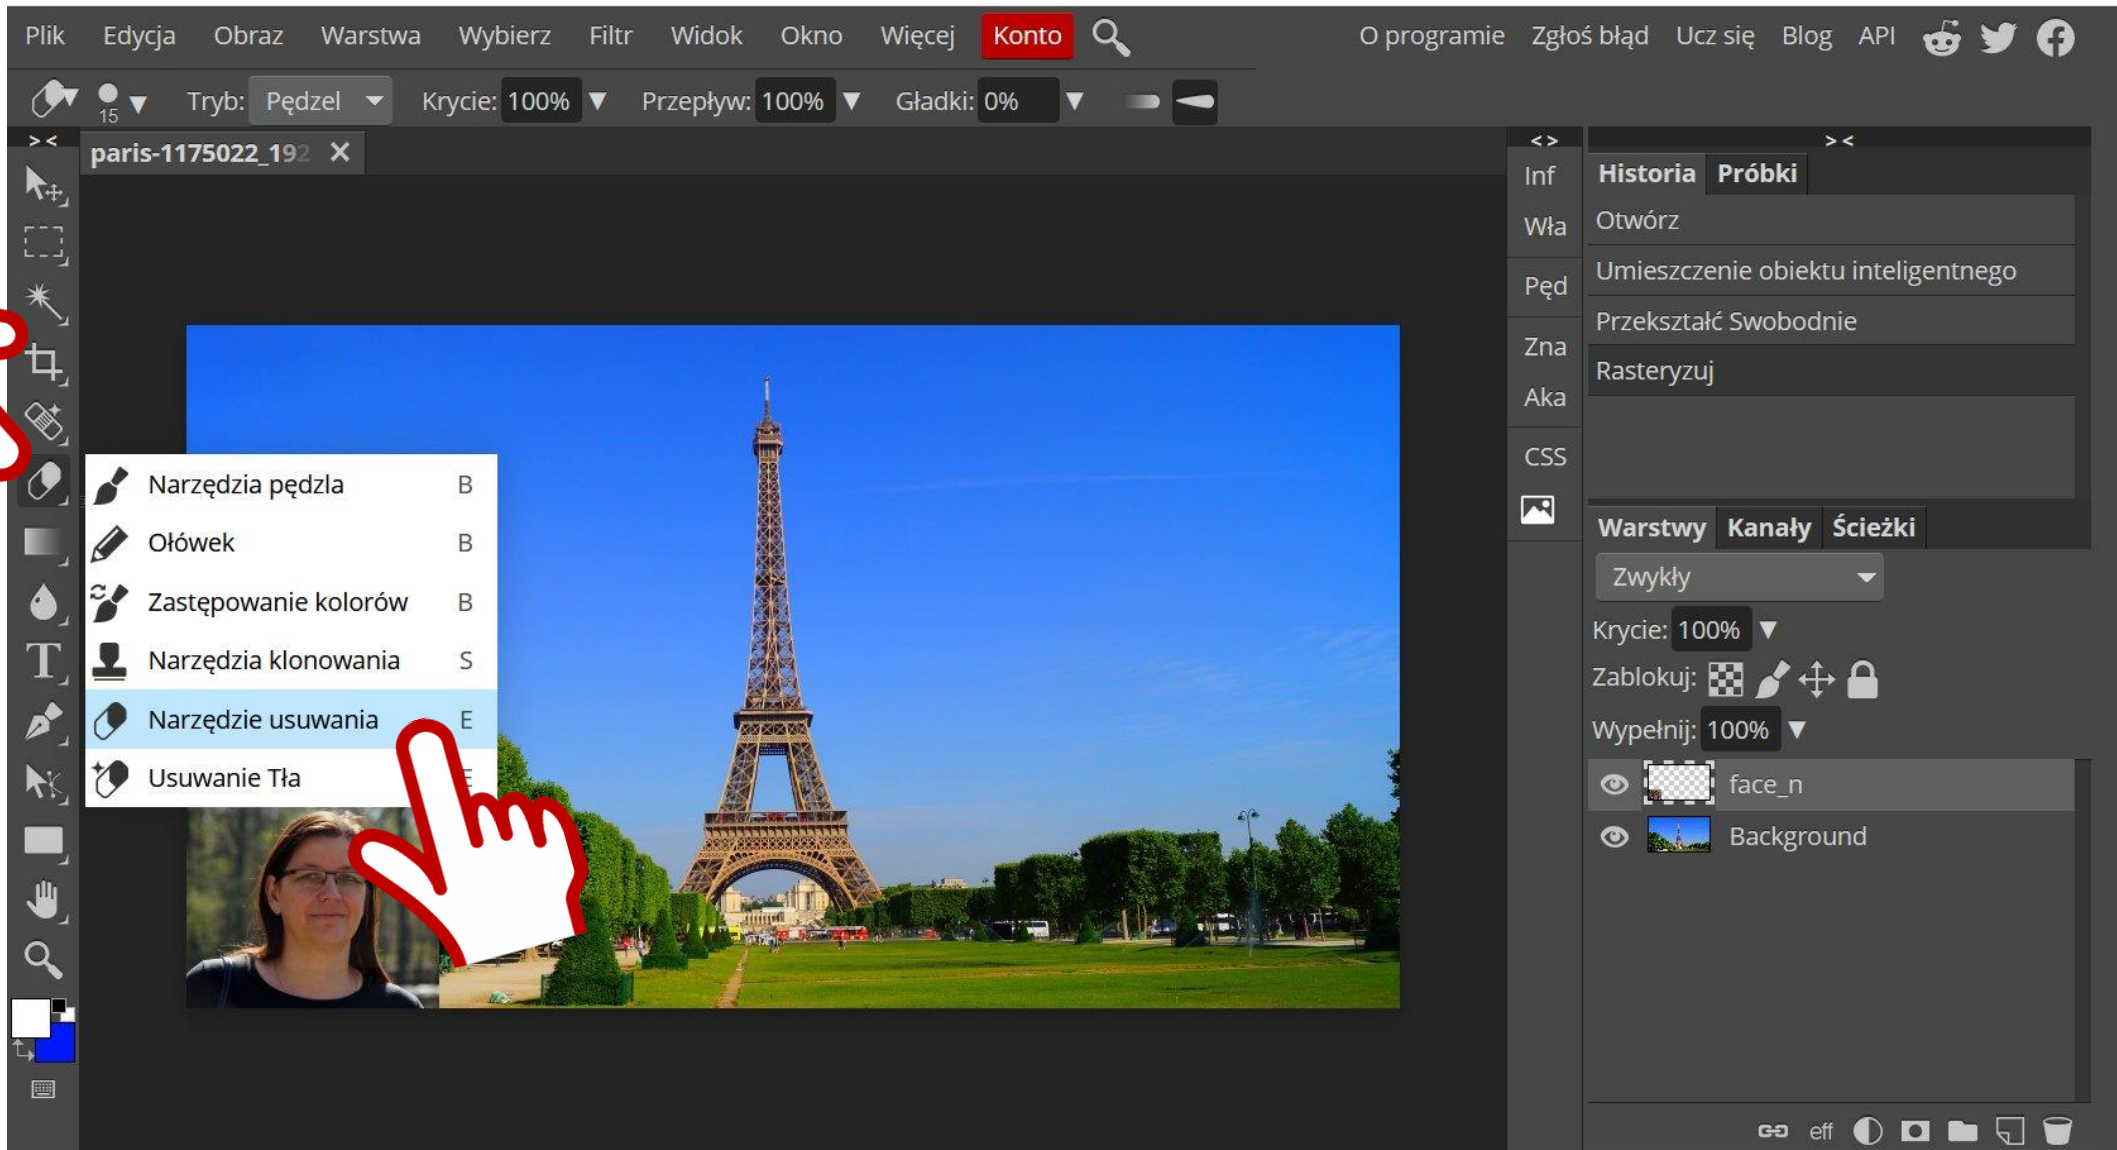 Plik Edycja Obraz Warstwa Wybierz Filtr Widok Okno Więcej Konto O programie Zgłoś błąd Ucz się Blog API
15 Tryb: Pędzel Krycie: 100% Przepływ: 100% Gładki: 0%
> <
paris-1175022_192
Narzędzia pędzla B
Ołówek B
Zastępowanie kolorów B
Narzędzia klonowania S
Narzędzie usuwania E
Usuwanie Tła E
< >
Inf
Wła
Pęd
Zna
Aka
CSS
> <
Historia Próbki
Otwórz
Umieszczenie obiektu inteligentnego
Przekształć Swobodnie
Rasteryzuj
Warstwy Kanały Ścieżki
Zwykły
Krycie: 100%
Zablokuj:
Wypełnij: 100%
face_n
Background
eff